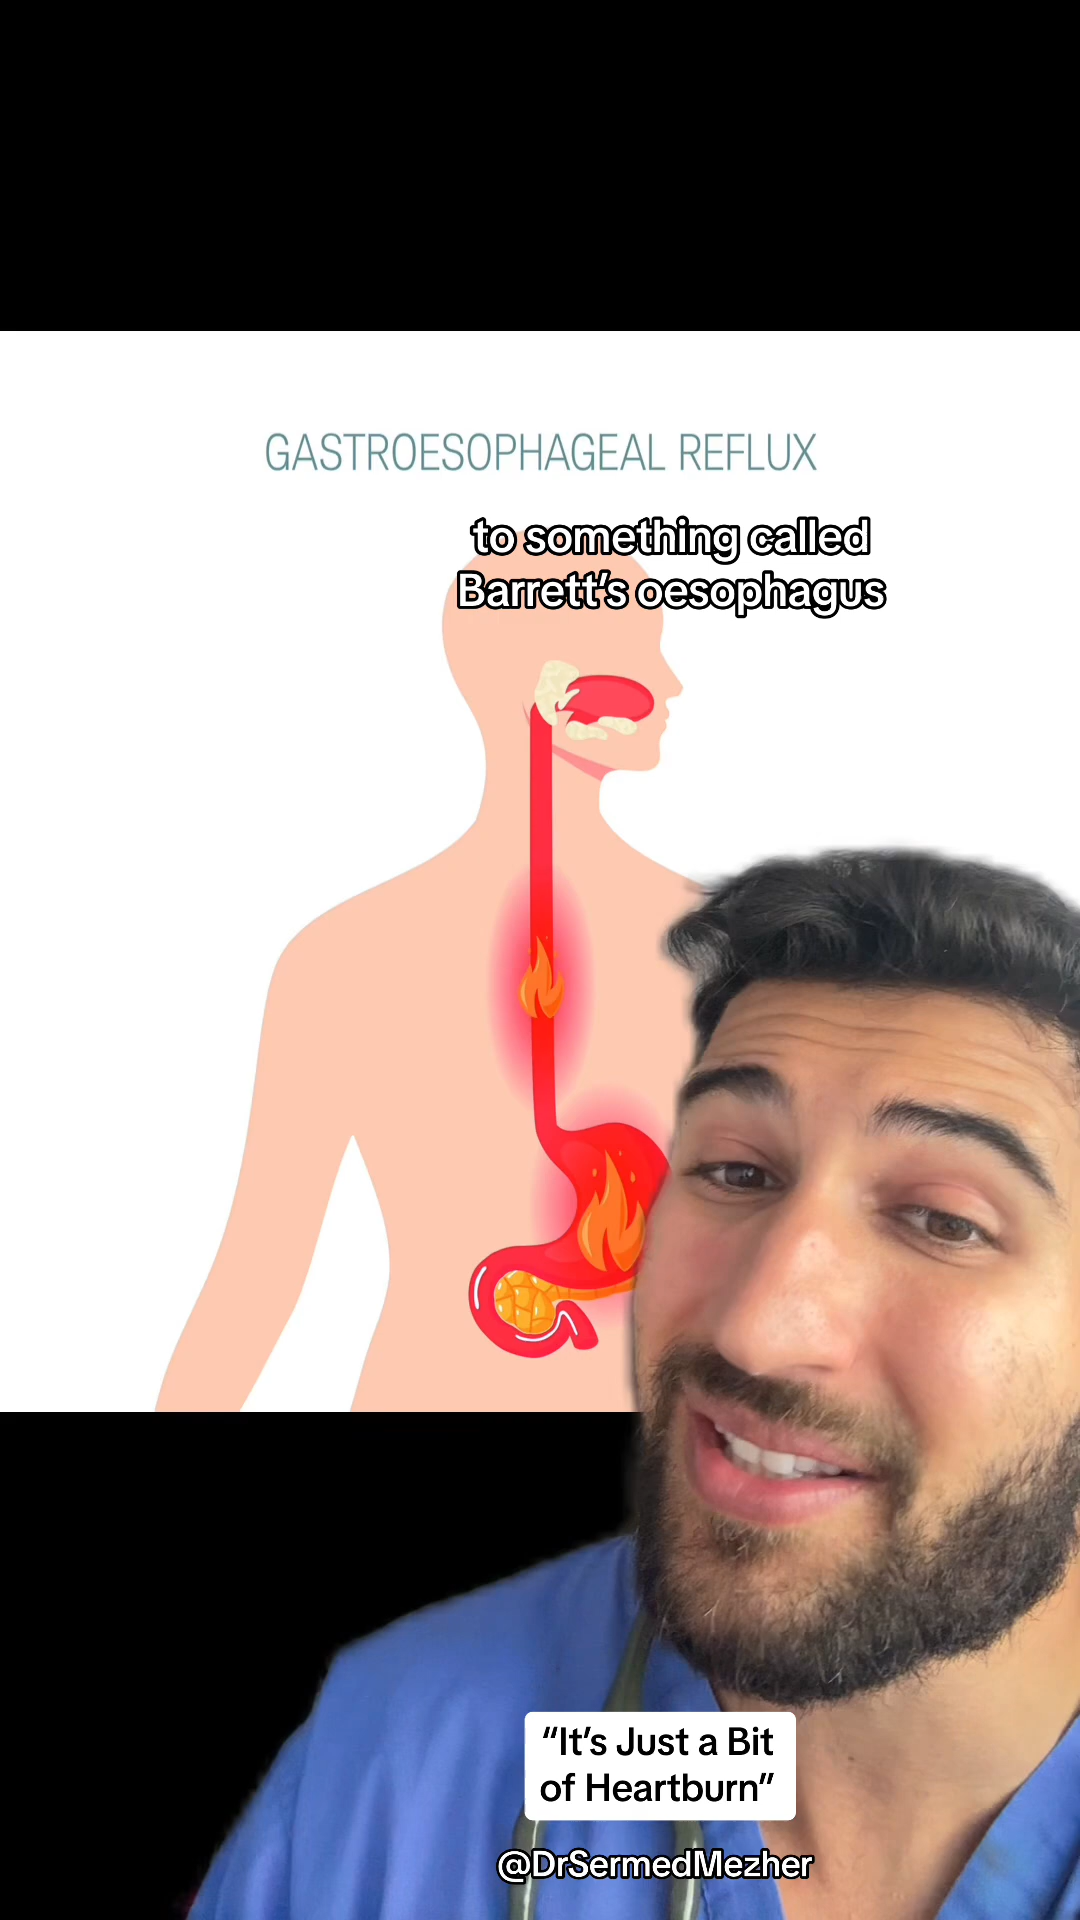 GASTROESOPHAGEAL REFLUX
to something called
Barrett's oesophagus
“It’s Just a Bit
of Heartburn”
@DrSermedMezher